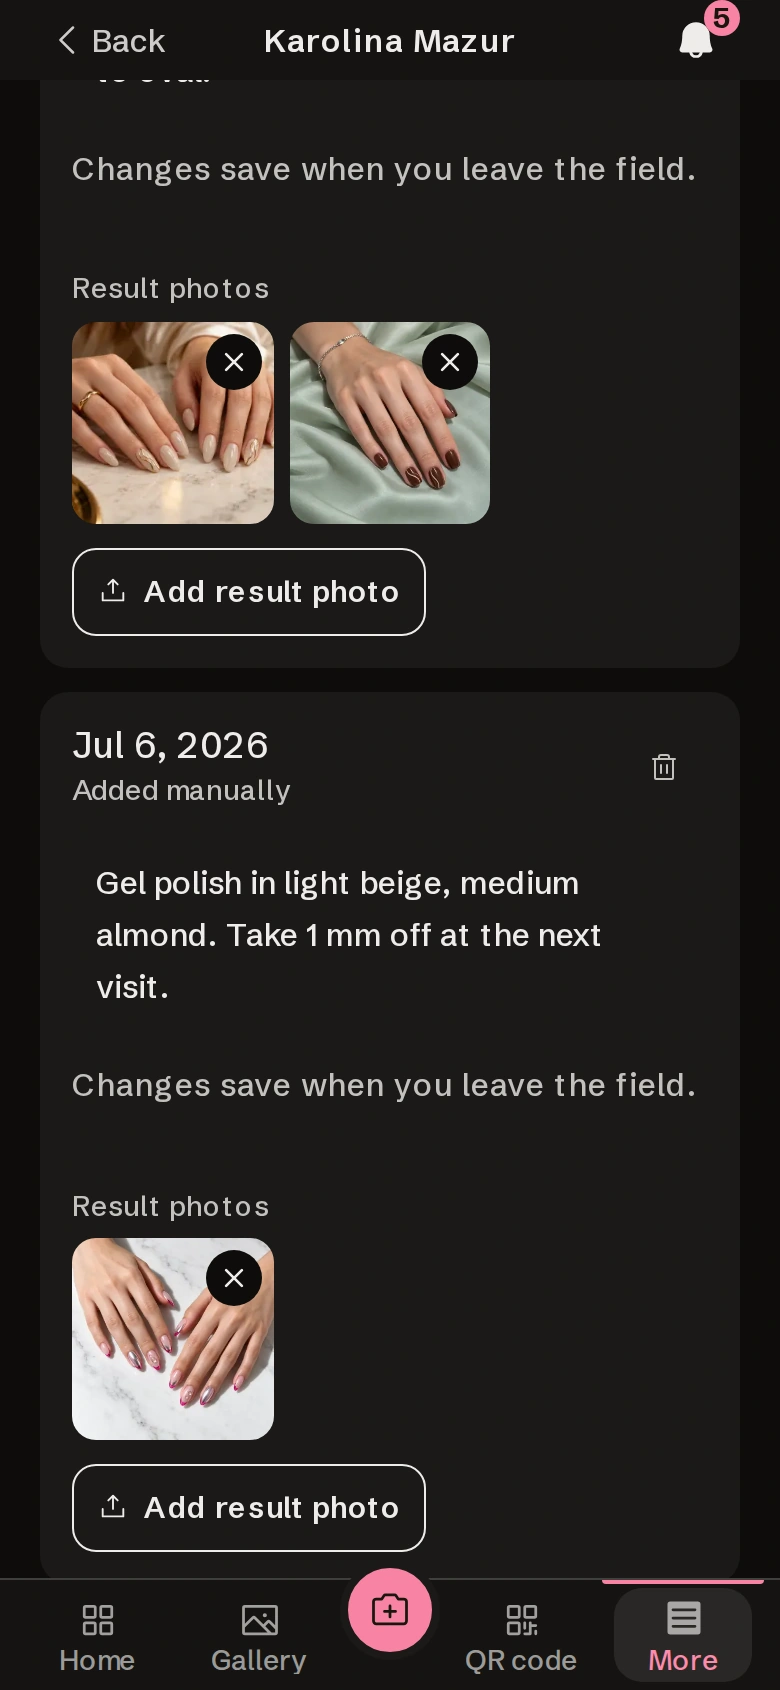 Back
Karolina Mazur
5
to oval.
Changes save when you leave the field.
Result photos
Add result photo
Jul 6, 2026
Added manually
Gel polish in light beige, medium
almond. Take 1 mm off at the next
visit.
Changes save when you leave the field.
Result photos
Add result photo
Home
Gallery
QR code
More